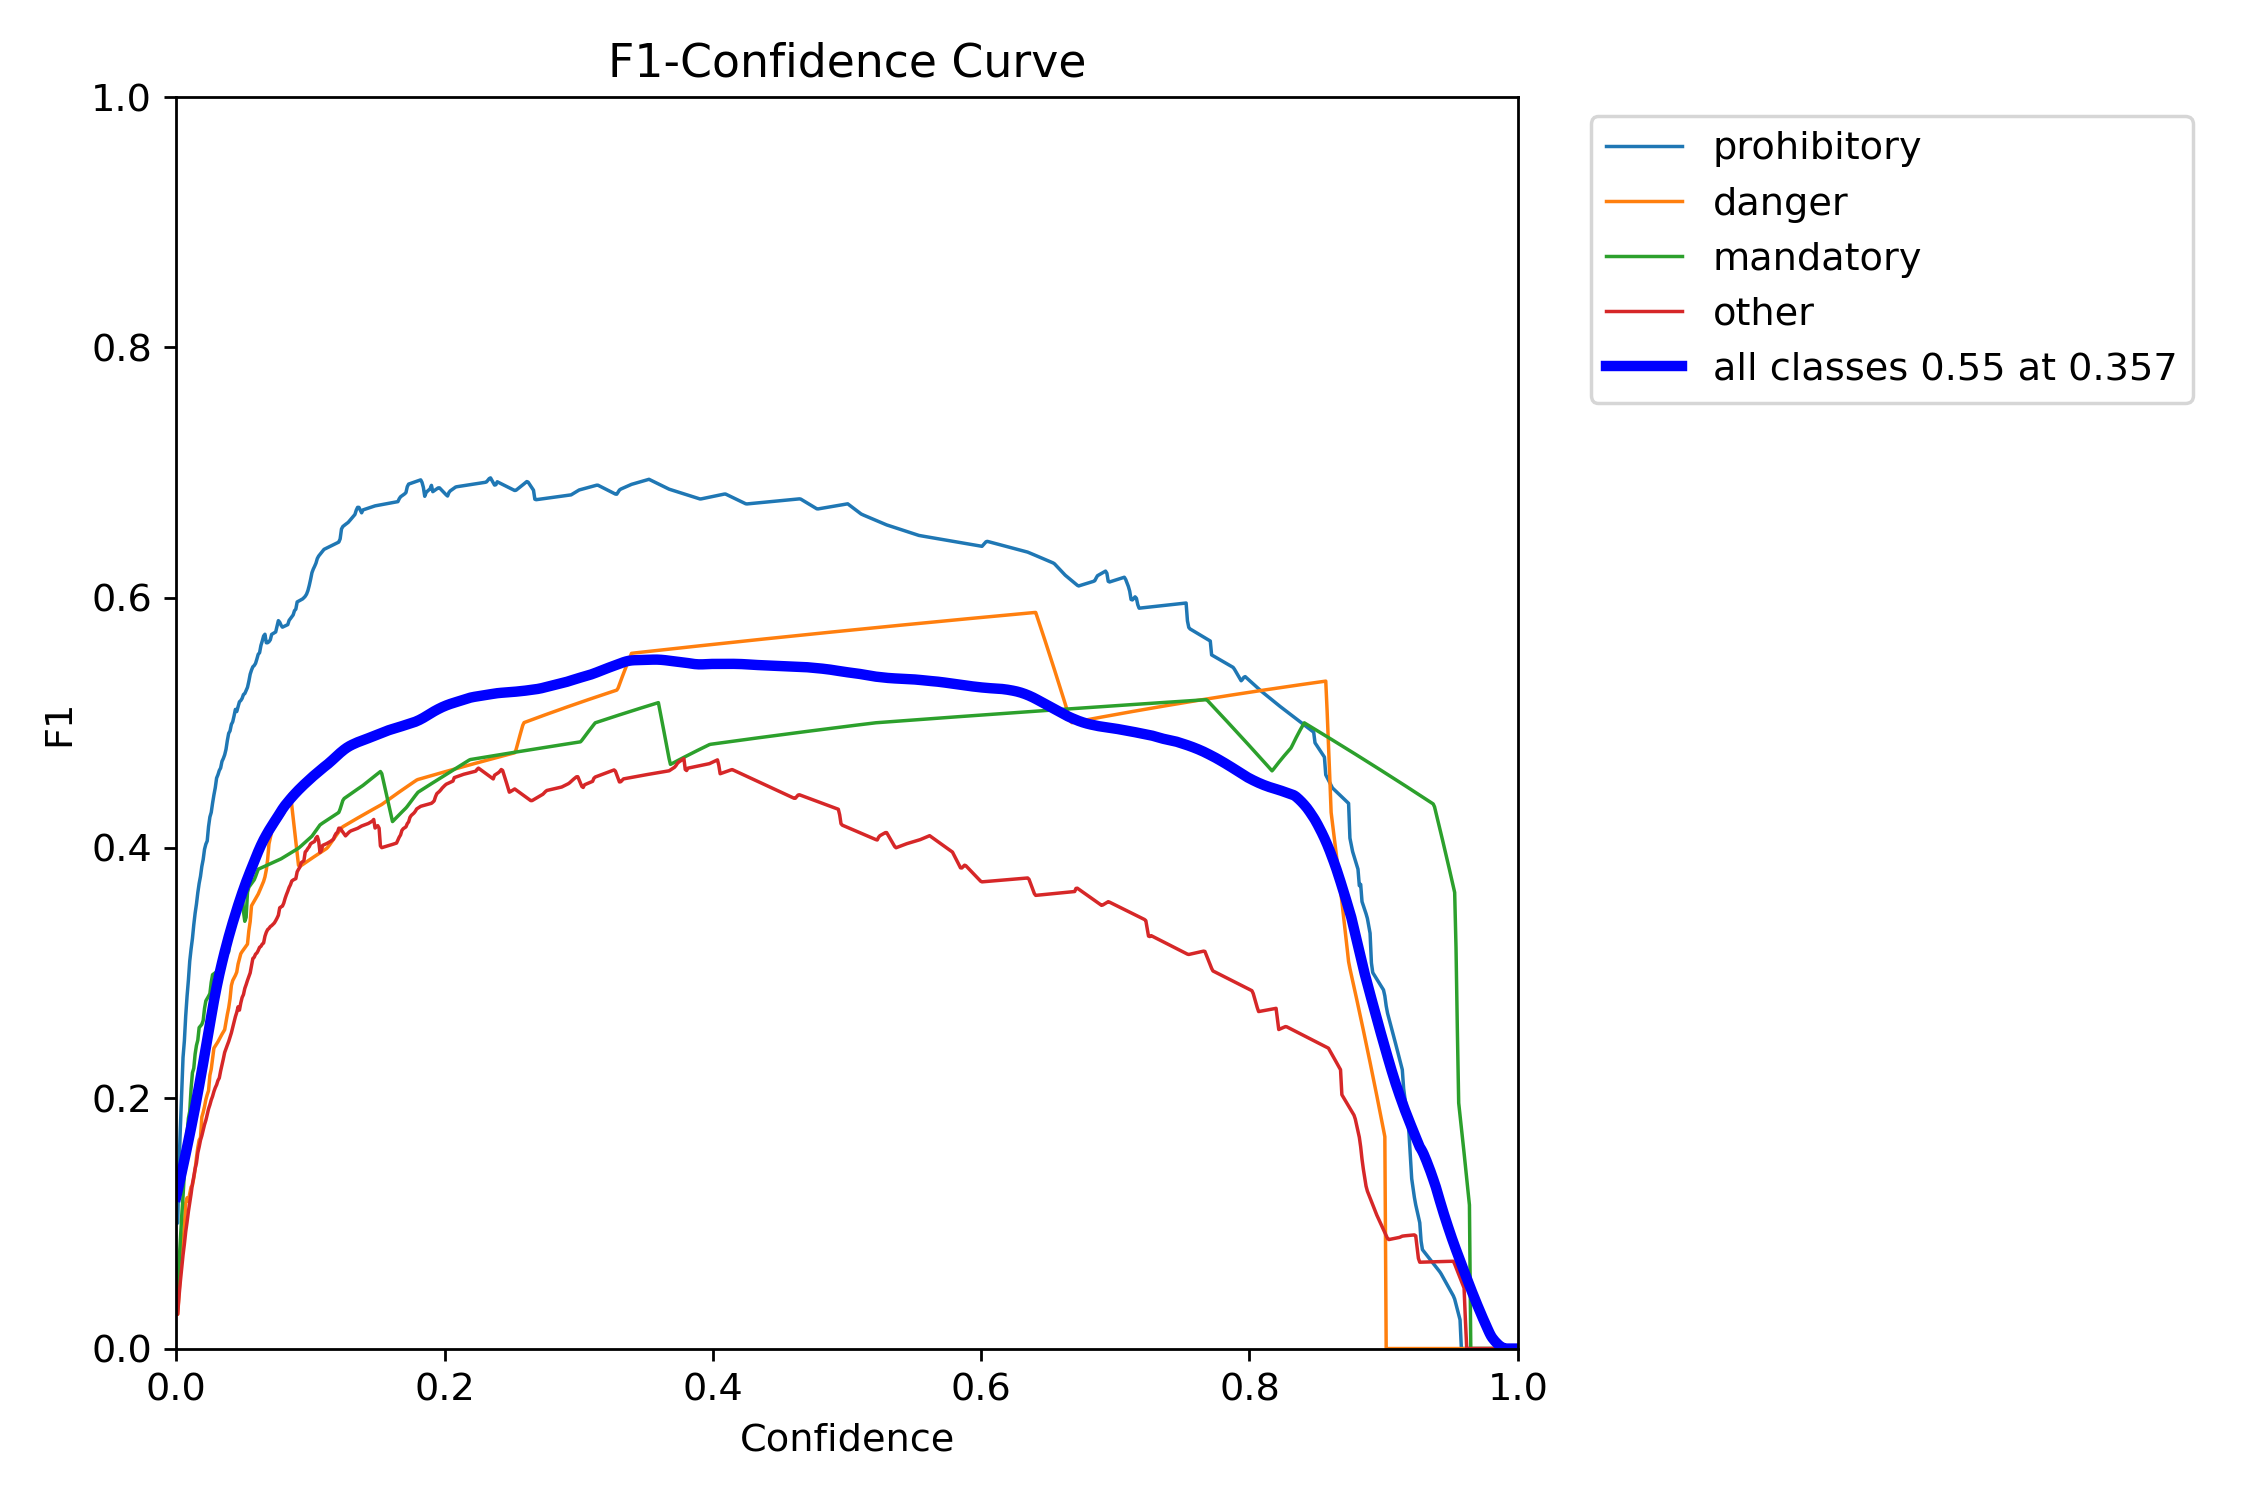 F1-Confidence Curve
1.0
0.8
0.6
0.4
0.2
0.0
F1
0.0 0.2 0.4 0.6 0.8 1.0
Confidence
prohibitory
danger
mandatory
other
all classes 0.55 at 0.357